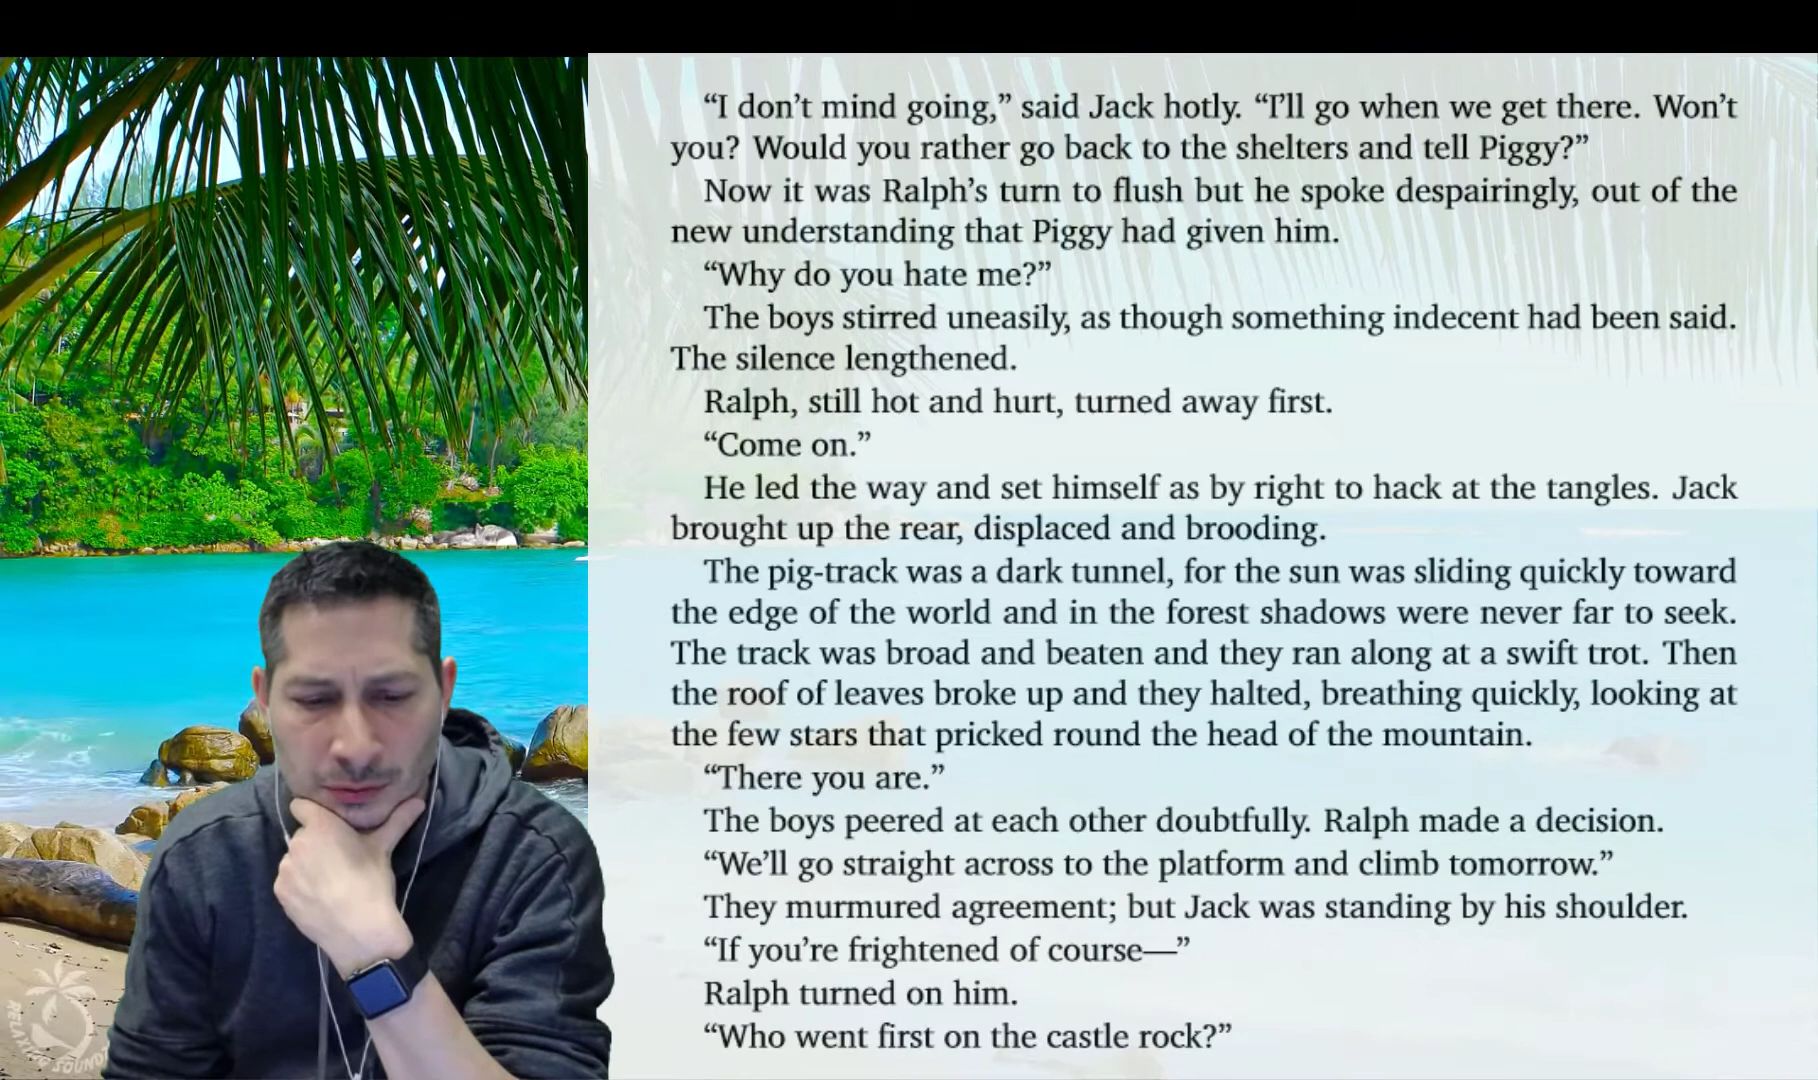 “I don’t mind going,” said Jack hotly. “I’ll go when we get there. Won’t
you? Would you rather go back to the shelters and tell Piggy?”
Now it was Ralph’s turn to flush but he spoke despairingly, out of the
new understanding that Piggy had given him.
“Why do you hate me?”
The boys stirred uneasily, as though something indecent had been said.
The silence lengthened.
Ralph, still hot and hurt, turned away first.
“Come on.”
He led the way and set himself as by right to hack at the tangles. Jack
brought up the rear, displaced and brooding.
The pig-track was a dark tunnel, for the sun was sliding quickly toward
the edge of the world and in the forest shadows were never far to seek.
The track was broad and beaten and they ran along at a swift trot. Then
the roof of leaves broke up and they halted, breathing quickly, looking at
the few stars that pricked round the head of the mountain.
“There you are.”
The boys peered at each other doubtfully. Ralph made a decision.
“We’ll go straight across to the platform and climb tomorrow.”
They murmured agreement; but Jack was standing by his shoulder.
“If you’re frightened of course—”
Ralph turned on him.
“Who went first on the castle rock?”
RELAXING SOUND